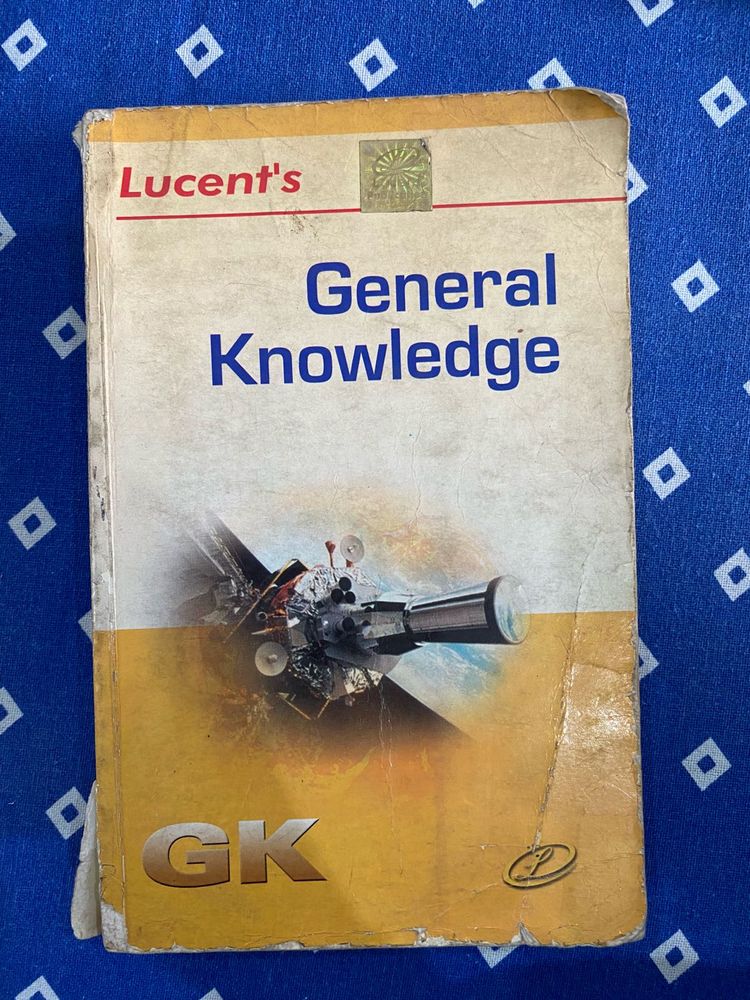 Lucent's
General
Knowledge
GK